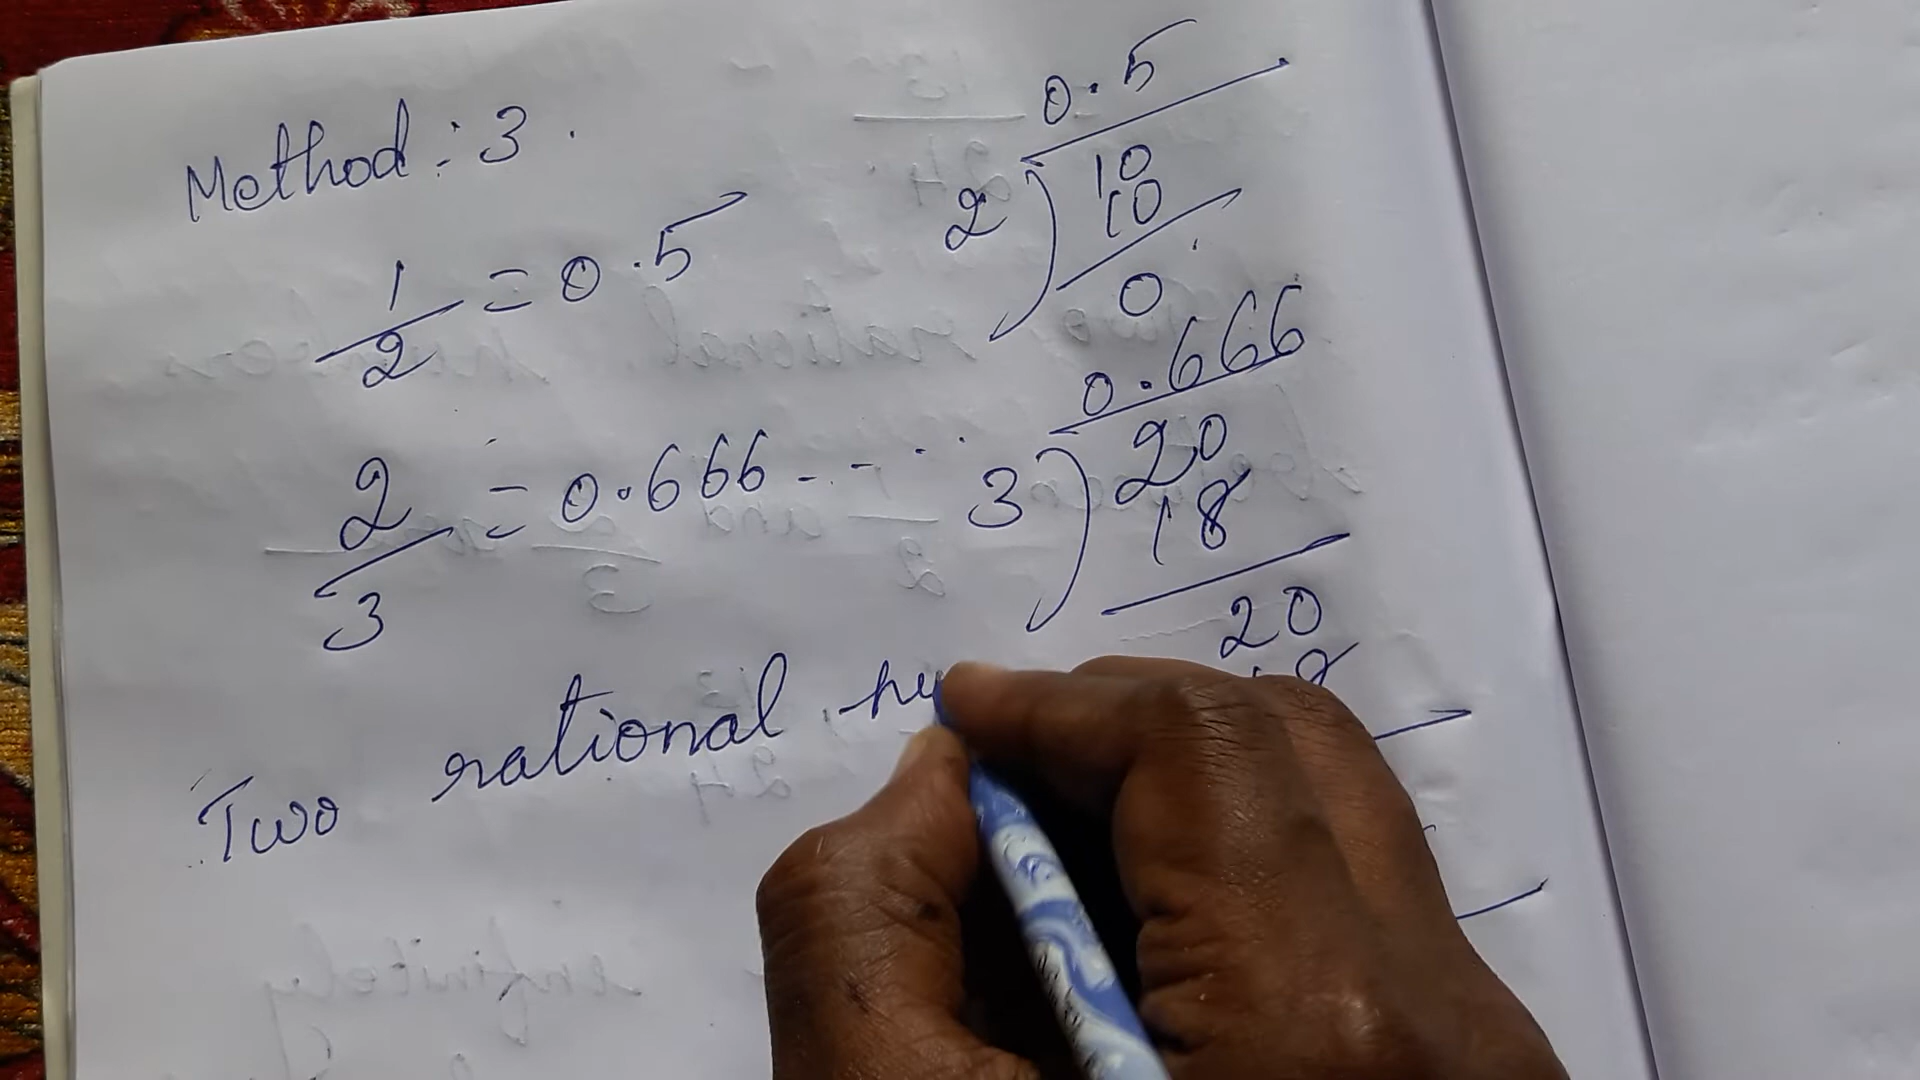 Method : 3 .
1/2 = 0.5
2 ) 10 0.5
10
0
2/3 = 0.666 - - - .
3 ) 20 0.666
18
20
18
Two rational